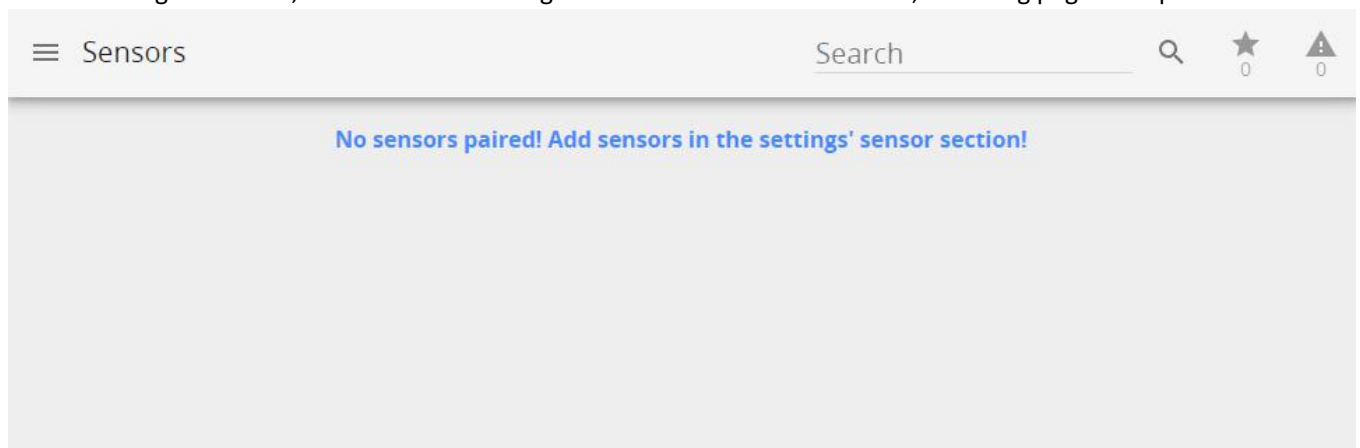 Sensors
Search
0
0
No sensors paired! Add sensors in the settings' sensor section!